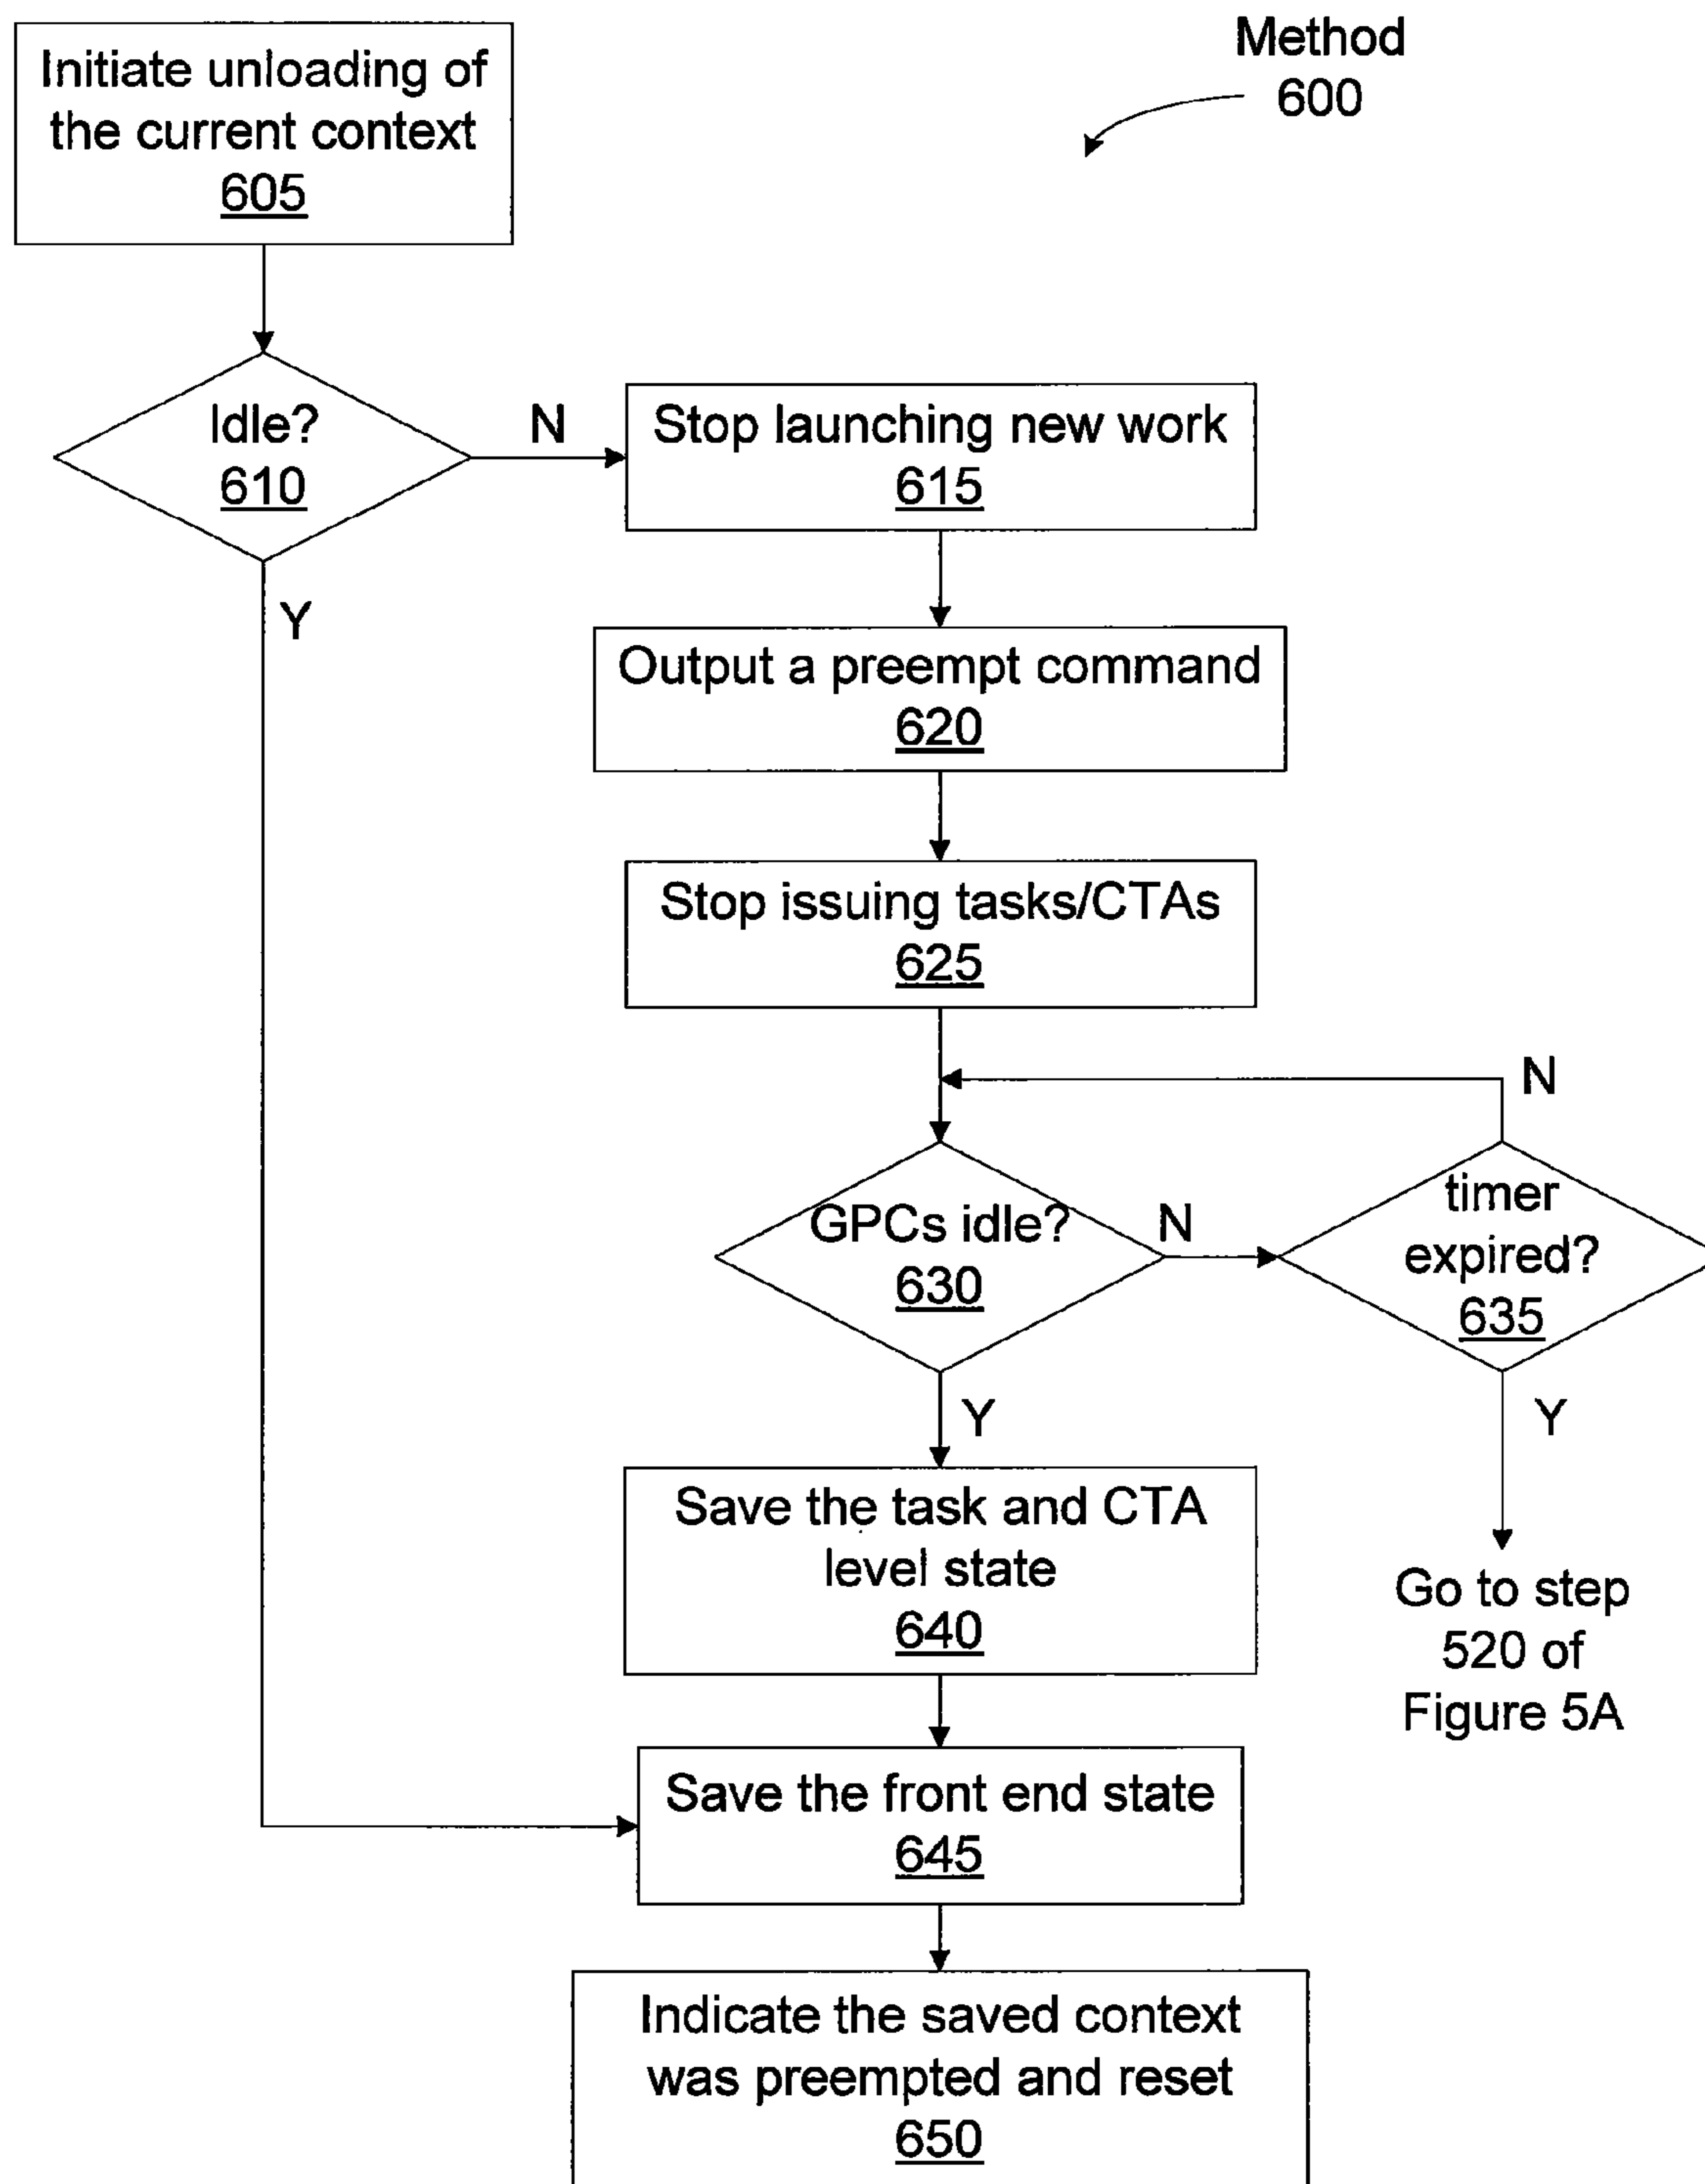 Method
600
Initiate unloading of
the current context
605
Idle?
610
N
Y
Stop launching new work
615
Output a preempt command
620
Stop issuing tasks/CTAs
625
N
GPCs idle?
630
N
timer
expired?
635
Y
Y
Save the task and CTA
level state
640
Go to step
520 of
Figure 5A
Save the front end state
645
Indicate the saved context
was preempted and reset
650